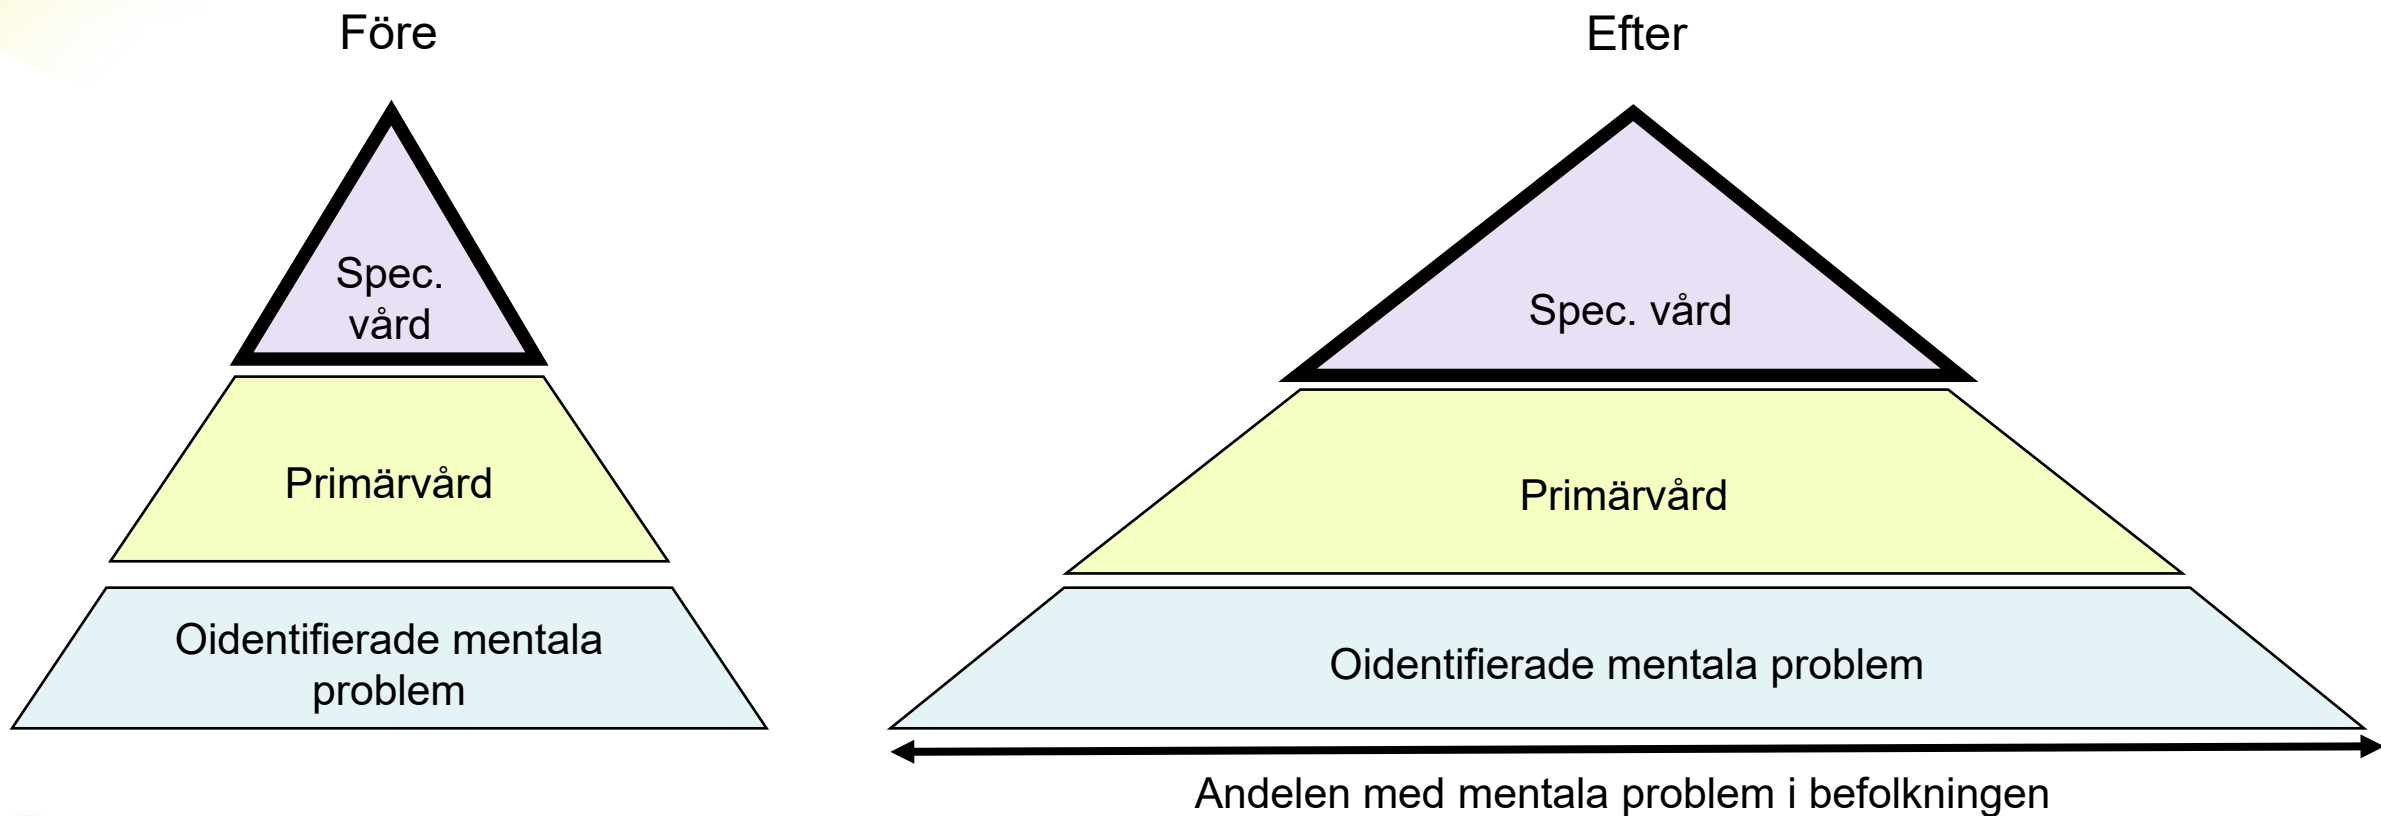 Före
Spec.
vård
Primärvård
Oidentifierade mentala
problem
Efter
Spec. vård
Primärvård
Oidentifierade mentala problem
Andelen med mentala problem i befolkningen